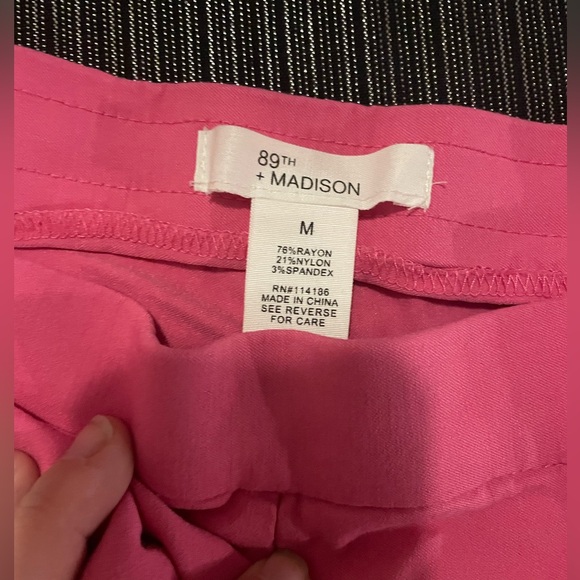 89TH
+ MADISON
M
76%RAYON
21%NYLON
3%SPANDEX
RN#114186
MADE IN CHINA
SEE REVERSE
FOR CARE